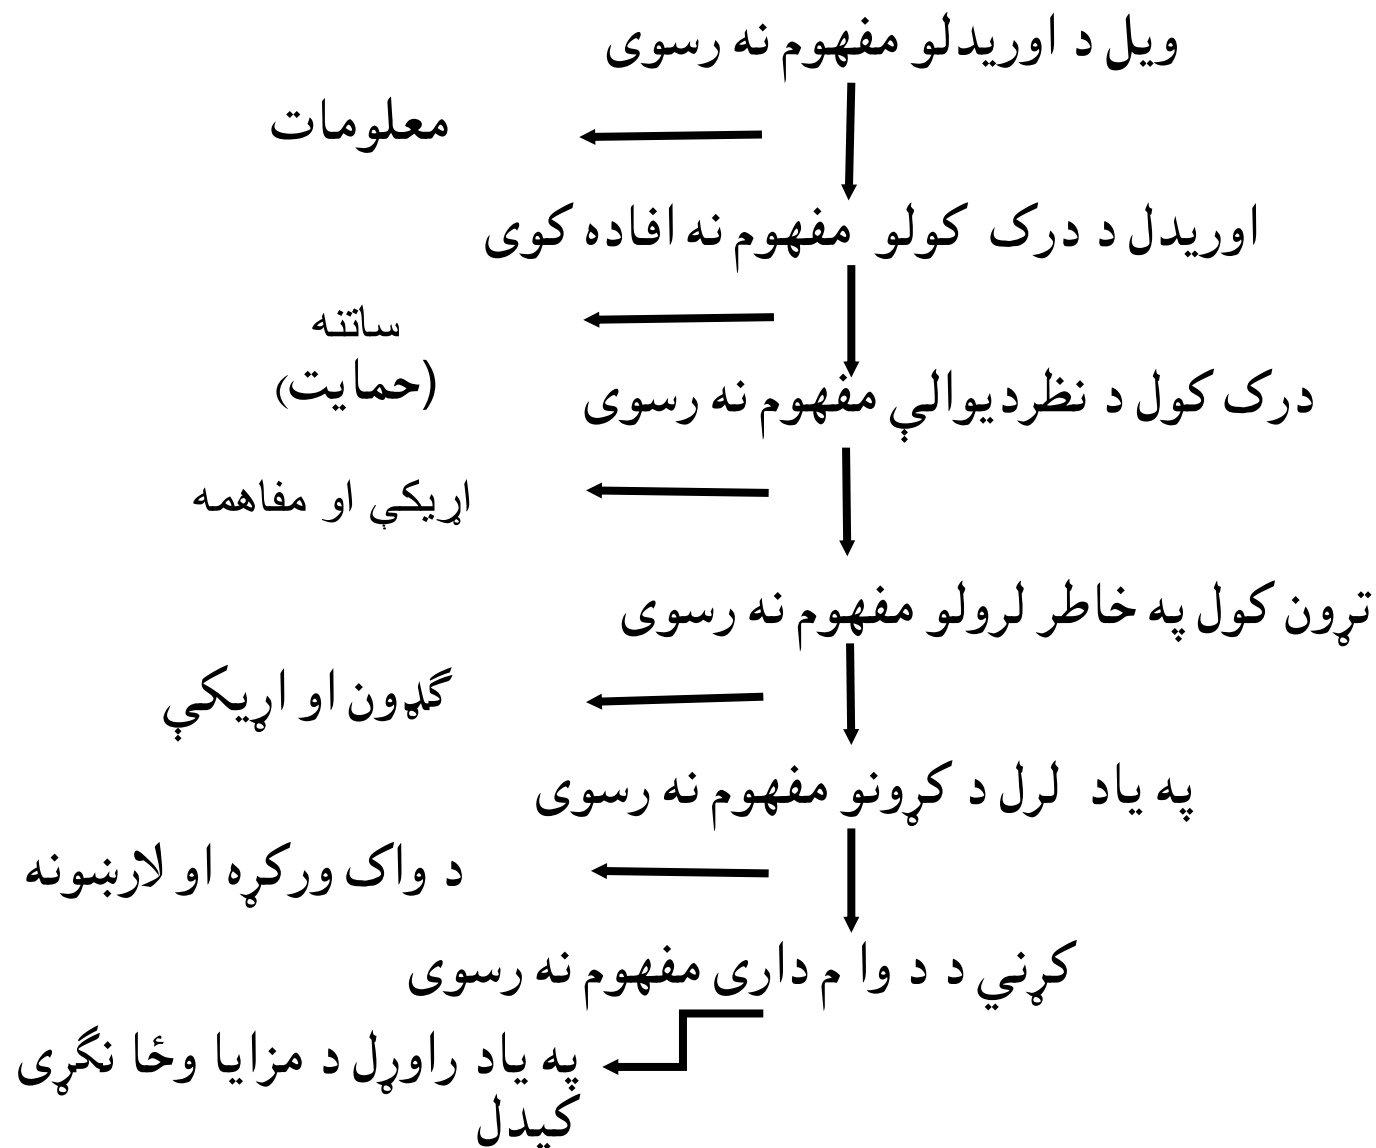 ویل د اوریدلو مفهوم نه رسوی
معلومات
اوریدل د درک کولو مفهوم نه افاده کوی
ساتنه
(حمایت)
درک کول د نظردیوالې مفهوم نه رسوی
اړیکې او مفاهمه
تړون کول په خاطر لرولو مفهوم نه رسوی
ګډون او اړیکې
په یاد لرل د کړونو مفهوم نه رسوی
د واک ورکړه او لارښونه
کړنې د د وا م داری مفهوم نه رسوی
په یاد راوړل د مزایا وځا نګړی
کیدل